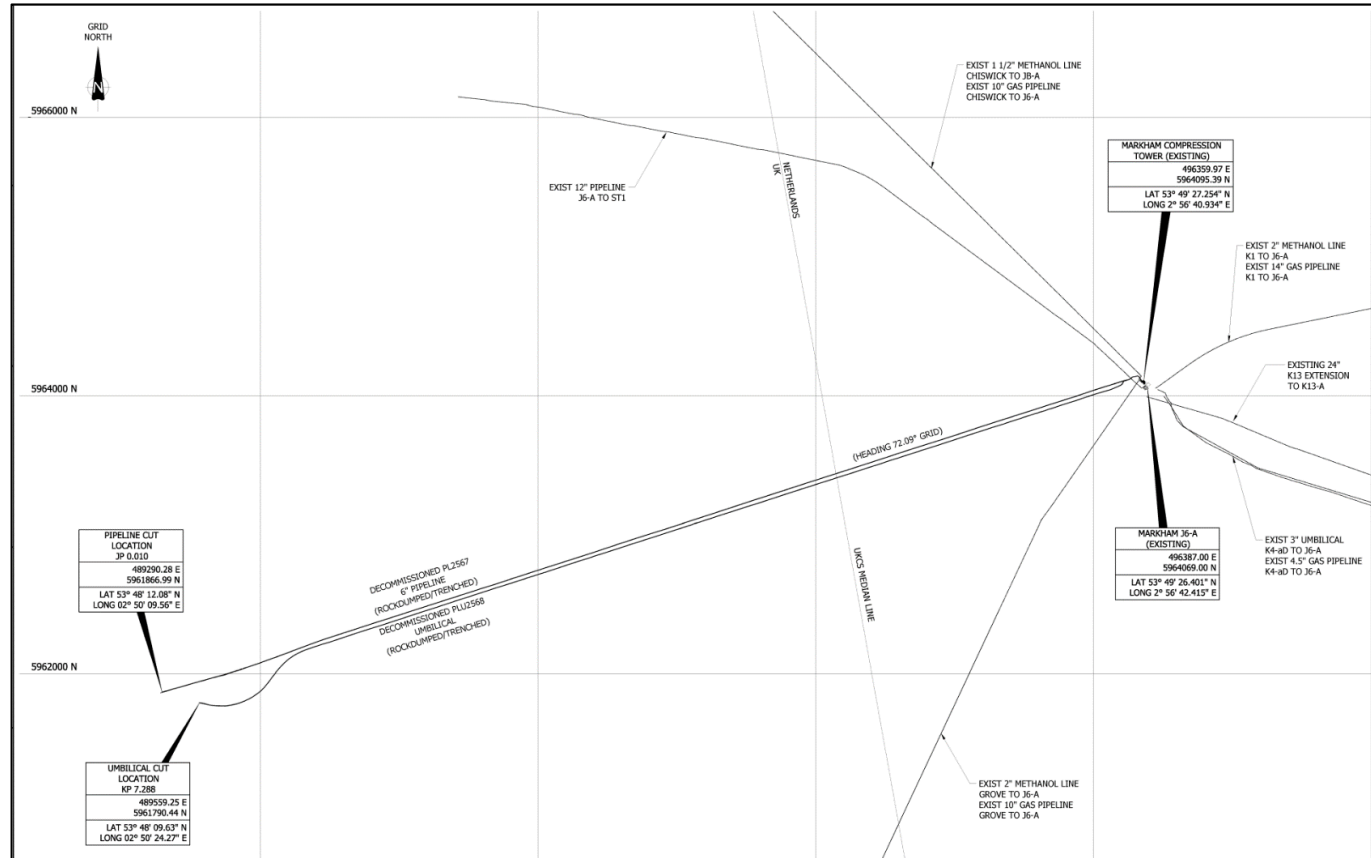 GRID
NORTH
N
5966000 N
5964000 N
5962000 N
EXIST 1 1/2" METHANOL LINE
CHISWICK TO JB-A
EXIST 10" GAS PIPELINE
CHISWICK TO J6-A
EXIST 12" PIPELINE
J6-A TO ST1
NETHERLANDS
UK
MARKHAM COMPRESSION
TOWER (EXISTING)
496359.97 E
5964095.39 N
LAT 53° 49' 27.254" N
LONG 2° 56' 40.934" E
EXIST 2" METHANOL LINE
K1 TO J6-A
EXIST 14" GAS PIPELINE
K1 TO J6-A
EXISTING 24"
K13 EXTENSION
TO K13-A
(HEADING 72.09° GRID)
MARKHAM J6-A
(EXISTING)
496387.00 E
5964069.00 N
LAT 53° 49' 26.401" N
LONG 2° 56' 42.415" E
EXIST 3" UMBILICAL
K4-aD TO J6-A
EXIST 4.5" GAS PIPELINE
K4-aD TO J6-A
PIPELINE CUT
LOCATION
JP 0.010
489290.28 E
5961866.99 N
LAT 53° 48' 12.08" N
LONG 02° 50' 09.56" E
DECOMMISSIONED PL2567
6" PIPELINE
(ROCKDUMPED/TRENCHED)
DECOMMISSIONED PLU2568
UMBILICAL
(ROCKDUMPED/TRENCHED)
UKCS MEDIAN LINE
UMBILICAL CUT
LOCATION
KP 7.288
489559.25 E
5961790.44 N
LAT 53° 48' 09.63" N
LONG 02° 50' 24.27" E
EXIST 2" METHANOL LINE
GROVE TO J6-A
EXIST 10" GAS PIPELINE
GROVE TO J6-A